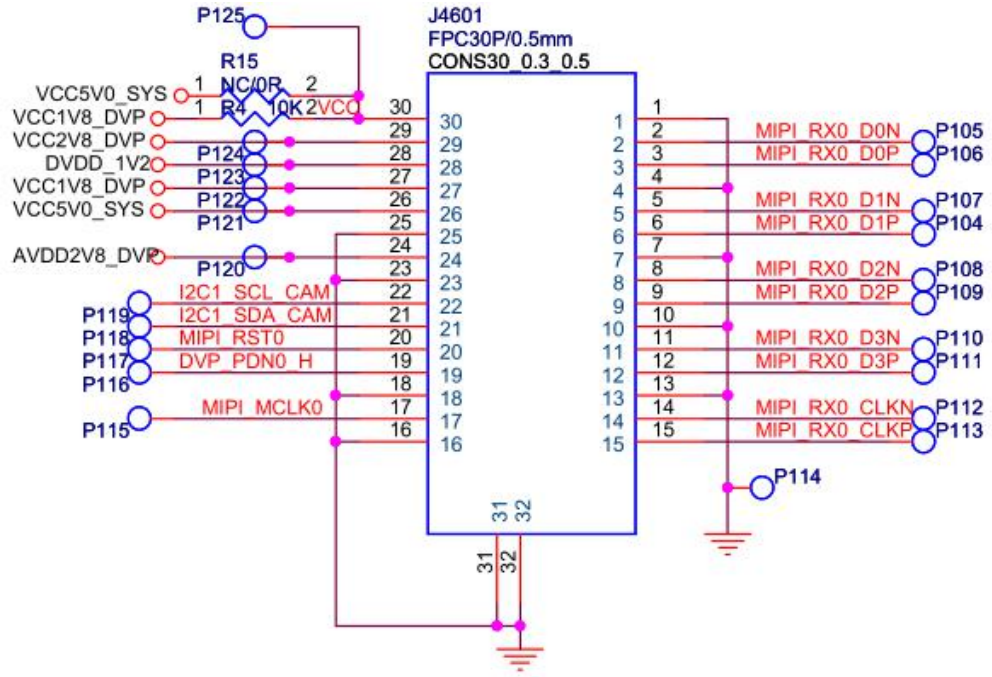 P125
J4601
FPC30P/0.5mm
CONS30_0.3_0.5
R15
VCC5V0_SYS 1 NC/0R 2
VCC1V8_DVP 1 R4 10K 2 VCC 30 30
VCC2V8_DVP P124 29 29
DVDD_1V2 P123 28 28
VCC1V8_DVP P122 27 27
VCC5V0_SYS P121 26 26
25 25
AVDD2V8_DVP P120 24 24
23 23
P119 I2C1_SCL_CAM 22 22
P118 I2C1_SDA_CAM 21 21
P117 MIPI_RST0 20 20
P116 DVP_PDN0_H 19 19
18 18
P115 MIPI_MCLK0 17 17
16 16
1 1
2 2 MIPI_RX0_D0N P105
3 3 MIPI_RX0_D0P P106
4 4
5 5 MIPI_RX0_D1N P107
6 6 MIPI_RX0_D1P P104
7 7
8 8 MIPI_RX0_D2N P108
9 9 MIPI_RX0_D2P P109
10 10
11 11 MIPI_RX0_D3N P110
12 12 MIPI_RX0_D3P P111
13 13
14 14 MIPI_RX0_CLKN P112
15 15 MIPI_RX0_CLKP P113
P114
31 32
31 32